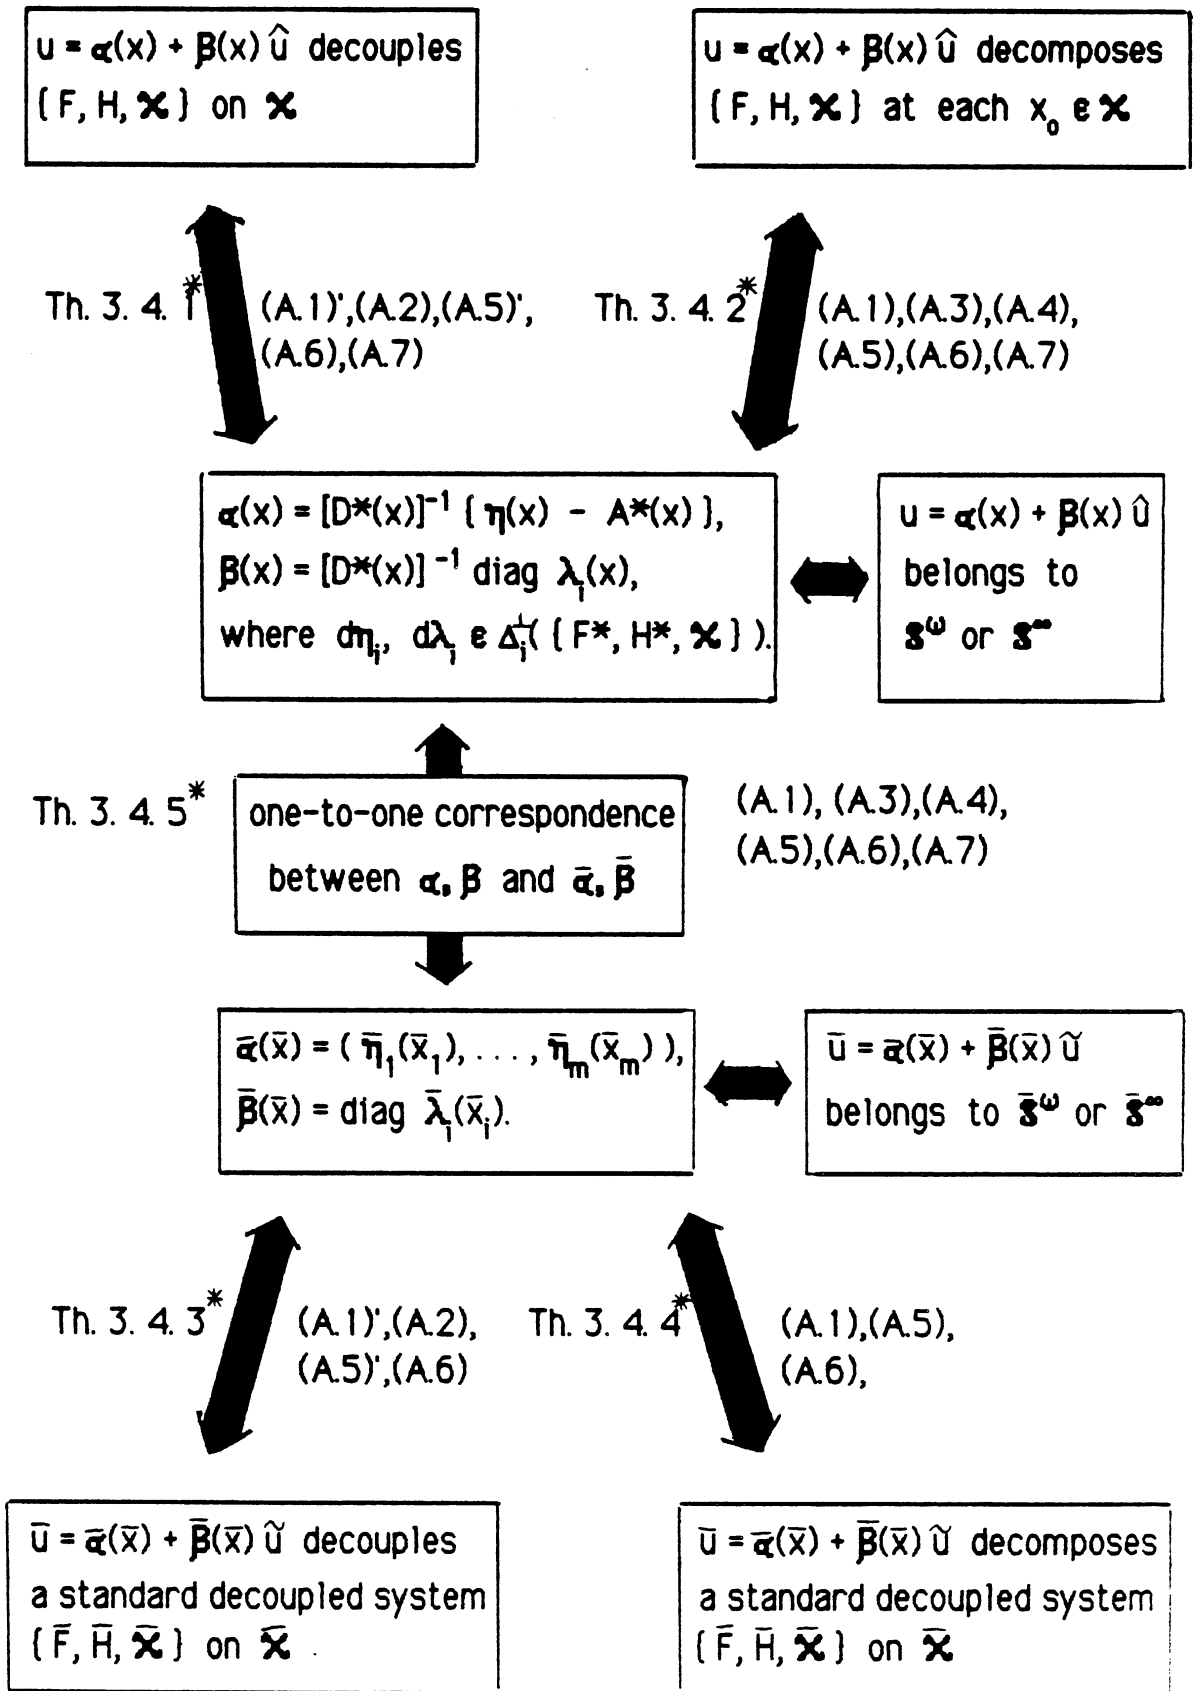 u = α(x) + β(x) û decouples
{F, H, 𝒳} on 𝒳
u = α(x) + β(x) û decomposes
{F, H, 𝒳} at each x₀ ε 𝒳
Th. 3. 4. 1*
(A.1)',(A.2),(A.5)',
(A.6),(A.7)
Th. 3. 4. 2*
(A.1),(A.3),(A.4),
(A.5),(A.6),(A.7)
α(x) = [D*(x)]⁻¹ {η(x) - A*(x)},
β(x) = [D*(x)]⁻¹ diag λᵢ(x),
where dηᵢ, dλᵢ ε Δᵢ⊥({F*, H*, 𝒳}).
u = α(x) + β(x) û
belongs to
𝐒^ω or 𝐒^∞
Th. 3. 4. 5*
one-to-one correspondence
between α, β and ᾱ, β̄
(A.1), (A.3),(A.4),
(A.5),(A.6),(A.7)
ᾱ(x̄) = ( η̄₁(x̄₁), . . . , η̄ₘ(x̄ₘ) ),
β̄(x̄) = diag λ̄ᵢ(x̄ᵢ).
ū = ᾱ(x̄) + β̄(x̄) ũ
belongs to 𝐒̄^ω or 𝐒̄^∞
Th. 3. 4. 3*
(A.1)',(A.2),
(A.5)',(A.6)
Th. 3. 4. 4*
(A.1),(A.5),
(A.6),
ū = ᾱ(x̄) + β̄(x̄) ũ decouples
a standard decoupled system
{F̄, H̄, 𝒳̄} on 𝒳̄
ū = ᾱ(x̄) + β̄(x̄) ũ decomposes
a standard decoupled system
{F̄, H̄, 𝒳̄} on 𝒳̄